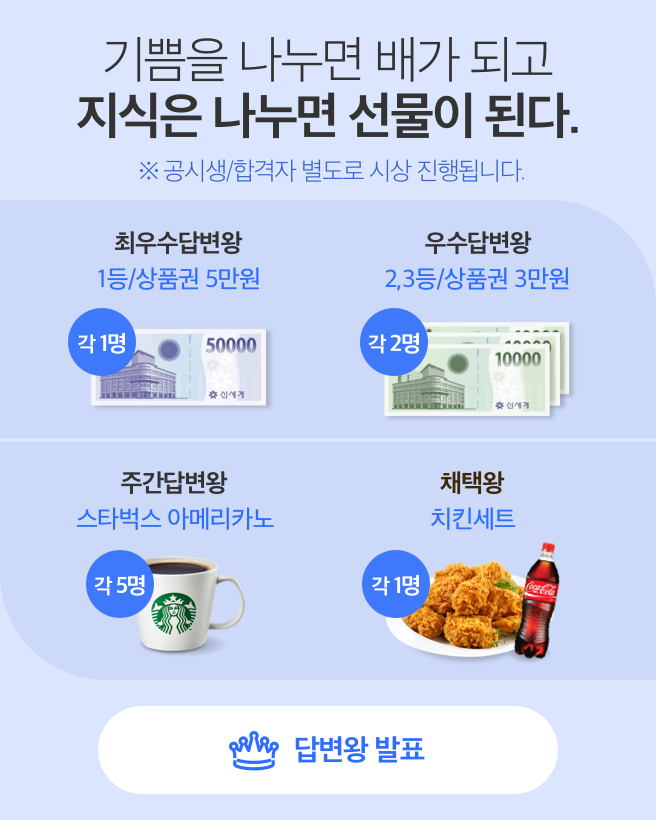 기쁨을 나누면 배가 되고
지식은 나누면 선물이 된다.
※ 공시생/합격자 별도로 시상 진행됩니다.
최우수답변왕
1등/상품권 5만원
각 1명
50000
신세계
우수답변왕
2,3등/상품권 3만원
각 2명
10000
10000
10000
신세계
주간답변왕
스타벅스 아메리카노
각 5명
채택왕
치킨세트
각 1명
Coca-Cola
답변왕 발표